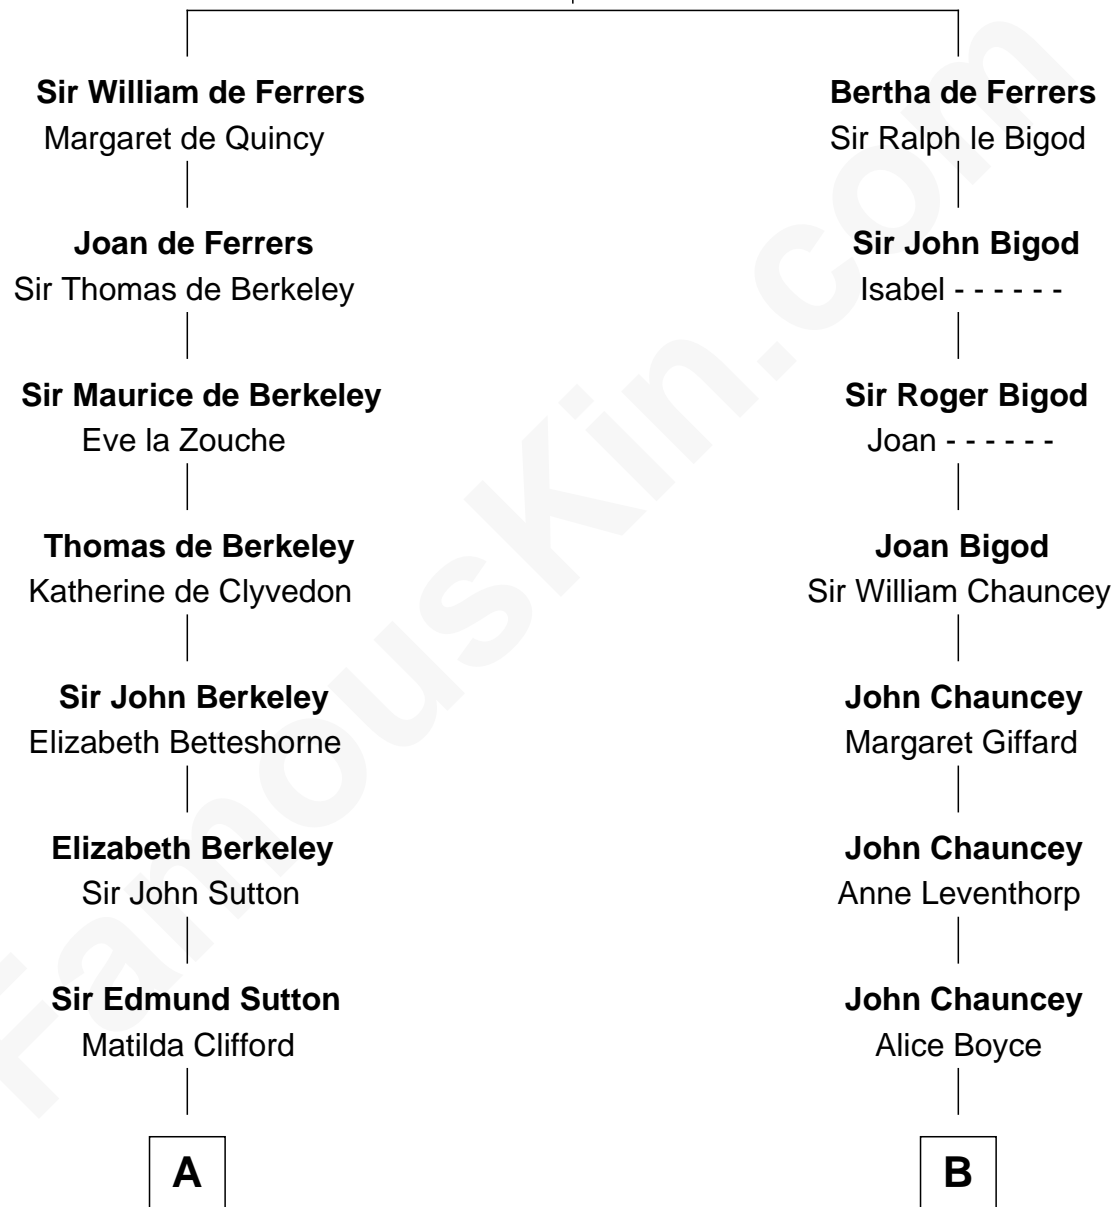 Sir William de Ferrers
Margaret de Quincy
Joan de Ferrers
Sir Thomas de Berkeley
Sir Maurice de Berkeley
Eve la Zouche
Thomas de Berkeley
Katherine de Clyvedon
Sir John Berkeley
Elizabeth Betteshorne
Elizabeth Berkeley
Sir John Sutton
Sir Edmund Sutton
Matilda Clifford
A
Bertha de Ferrers
Sir Ralph le Bigod
Sir John Bigod
Isabel - - - - - -
Sir Roger Bigod
Joan - - - - - -
Joan Bigod
Sir William Chauncey
John Chauncey
Margaret Giffard
John Chauncey
Anne Leventhorp
John Chauncey
Alice Boyce
B
FamousKin.com